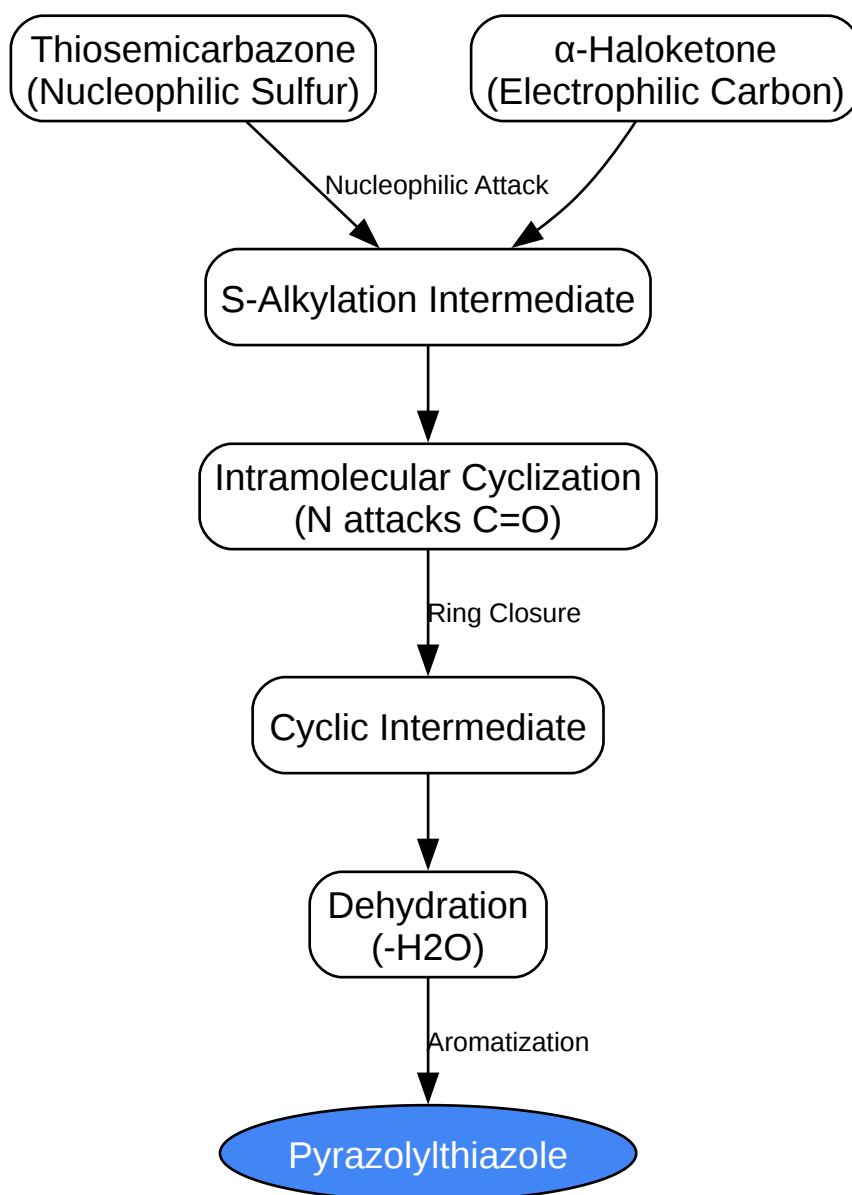 Thiosemicarbazone
(Nucleophilic Sulfur)
α-Haloketone
(Electrophilic Carbon)
Nucleophilic Attack
S-Alkylation Intermediate
Intramolecular Cyclization
(N attacks C=O)
Ring Closure
Cyclic Intermediate
Dehydration
(-H2O)
Aromatization
Pyrazolylthiazole